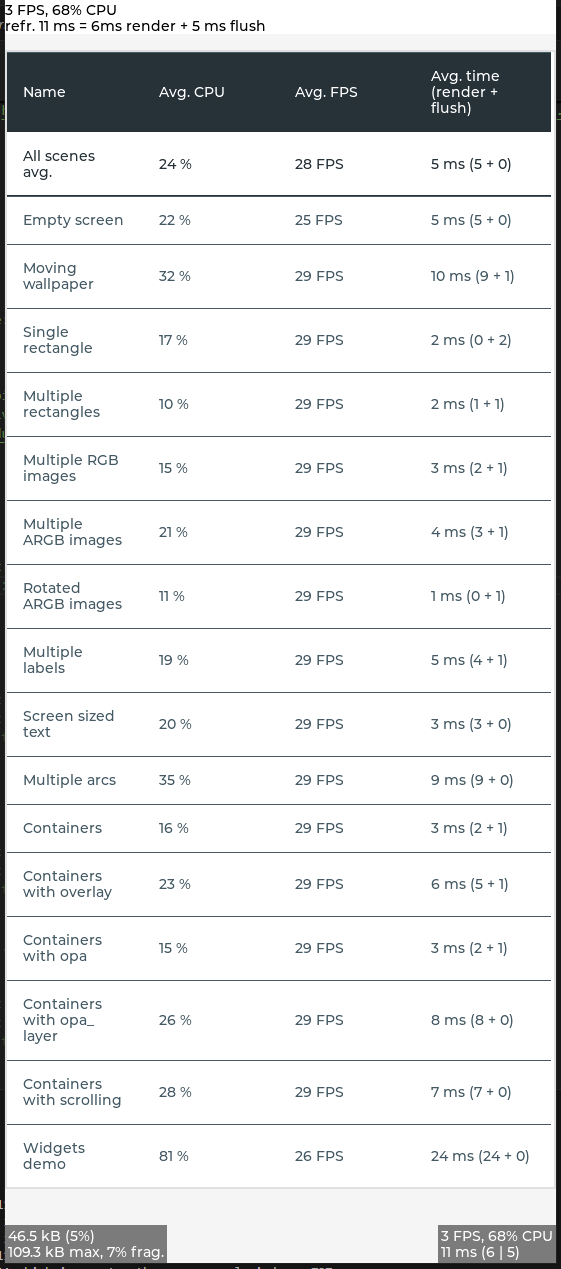 3 FPS, 68% CPU
refr. 11 ms = 6ms render + 5 ms flush
Name Avg. CPU Avg. FPS Avg. time
(render +
flush)
All scenes
avg. 24 % 28 FPS 5 ms (5 + 0)
Empty screen 22 % 25 FPS 5 ms (5 + 0)
Moving
wallpaper 32 % 29 FPS 10 ms (9 + 1)
Single
rectangle 17 % 29 FPS 2 ms (0 + 2)
Multiple
rectangles 10 % 29 FPS 2 ms (1 + 1)
Multiple RGB
images 15 % 29 FPS 3 ms (2 + 1)
Multiple
ARGB images 21 % 29 FPS 4 ms (3 + 1)
Rotated
ARGB images 11 % 29 FPS 1 ms (0 + 1)
Multiple
labels 19 % 29 FPS 5 ms (4 + 1)
Screen sized
text 20 % 29 FPS 3 ms (3 + 0)
Multiple arcs 35 % 29 FPS 9 ms (9 + 0)
Containers 16 % 29 FPS 3 ms (2 + 1)
Containers
with overlay 23 % 29 FPS 6 ms (5 + 1)
Containers
with opa 15 % 29 FPS 3 ms (2 + 1)
Containers
with opa_
layer 26 % 29 FPS 8 ms (8 + 0)
Containers
with scrolling 28 % 29 FPS 7 ms (7 + 0)
Widgets
demo 81 % 26 FPS 24 ms (24 + 0)
46.5 kB (5%)
109.3 kB max, 7% frag.
3 FPS, 68% CPU
11 ms (6 | 5)